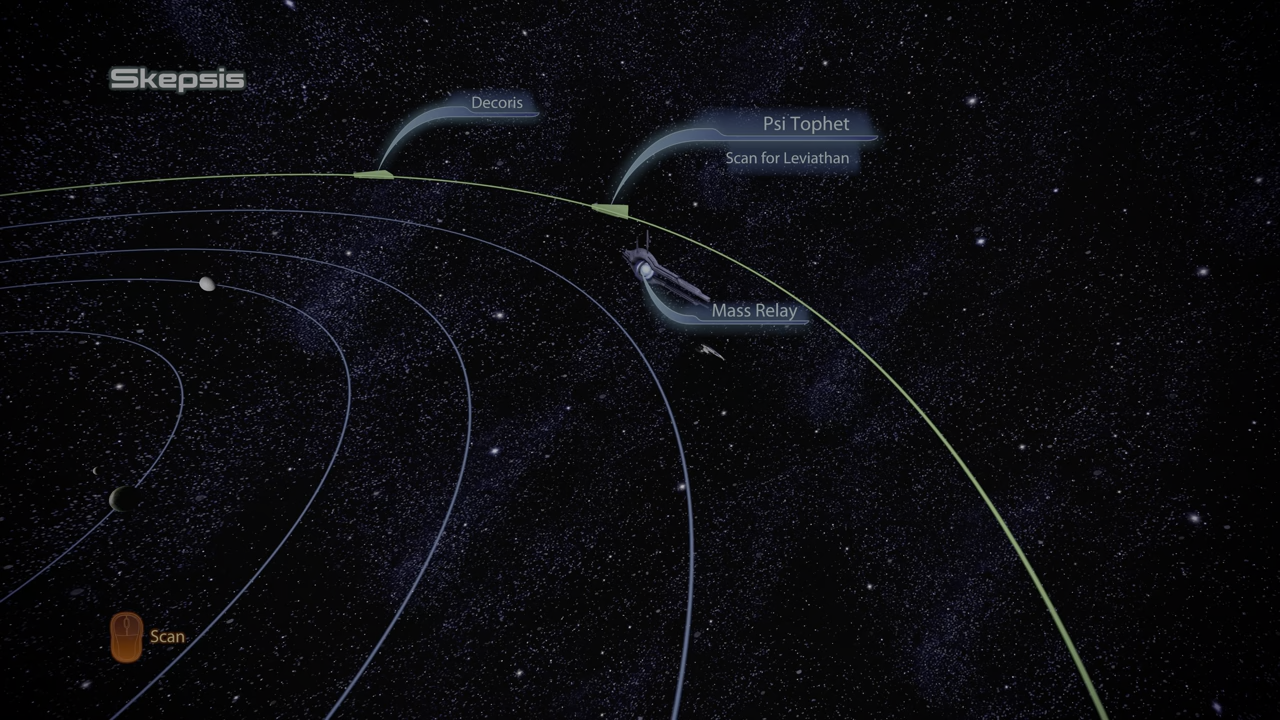 Skepsis
Decoris
Psi Tophet
Scan for Leviathan
Mass Relay
Scan